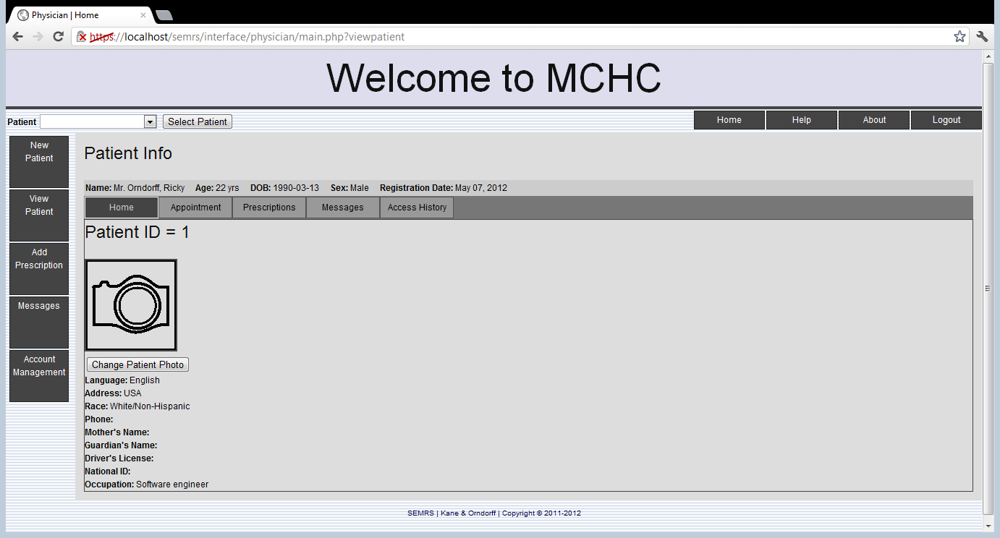 Physician | Home
https://localhost/semrs/interface/physician/main.php?viewpatient
Welcome to MCHC
Patient Select Patient Home Help About Logout
New
Patient
View
Patient
Add
Prescription
Messages
Account
Management
Patient Info
Name: Mr. Orndorff, Ricky Age: 22 yrs DOB: 1990-03-13 Sex: Male Registration Date: May 07, 2012
Home Appointment Prescriptions Messages Access History
Patient ID = 1
Change Patient Photo
Language: English
Address: USA
Race: White/Non-Hispanic
Phone:
Mother's Name:
Guardian's Name:
Driver's License:
National ID:
Occupation: Software engineer
SEMRS | Kane & Orndorff | Copyright © 2011-2012